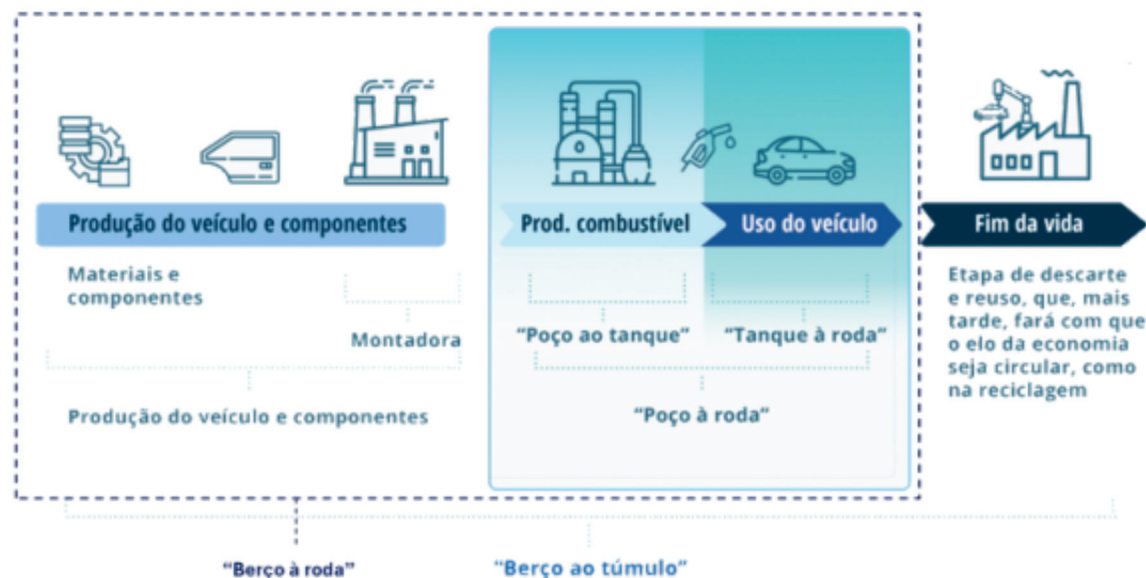 Produção do veículo e componentes
Prod. combustível
Uso do veículo
Fim da vida
Materiais e
componentes
Montadora
Produção do veículo e componentes
“Poço ao tanque”
“Tanque à roda”
“Poço à roda”
Etapa de descarte
e reuso, que, mais
tarde, fará com que
o elo da economia
seja circular, como
na reciclagem
“Berço à roda”
“Berço ao túmulo”